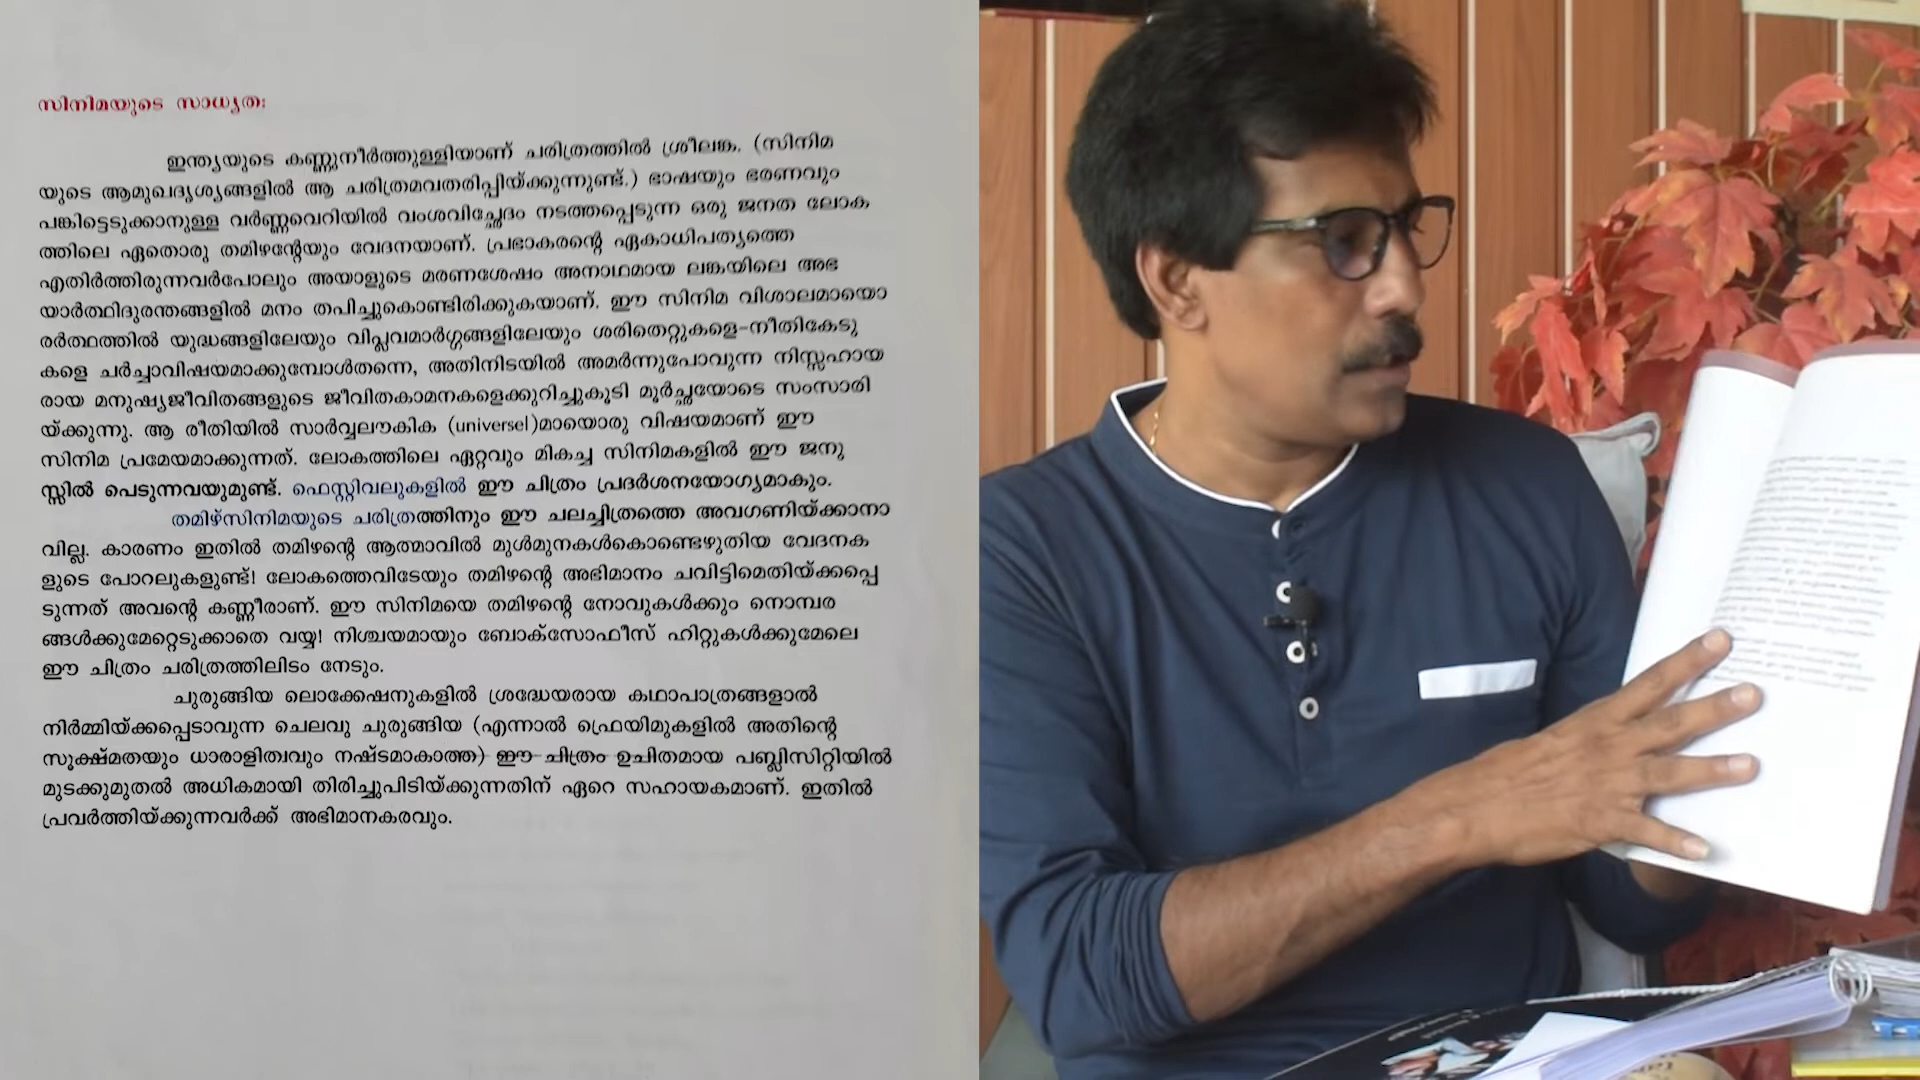 സിനിമയുടെ സാധ്യത:
ഇന്ത്യയുടെ കണ്ണുനീർത്തുള്ളിയാണ് ചരിത്രത്തിൽ ശ്രീലങ്ക. (സിനിമ
യുടെ ആമുഖദൃശ്യങ്ങളിൽ ആ ചരിത്രമവതരിപ്പിയ്ക്കുന്നുണ്ട്.) ഭാഷയും ഭരണവും
പങ്കിട്ടെടുക്കാനുള്ള വർണ്ണവെറിയിൽ വംശവിച്ഛേദം നടത്തപ്പെടുന്ന ഒരു ജനത ലോക
ത്തിലെ ഏതൊരു തമിഴന്റേയും വേദനയാണ്. പ്രഭാകരന്റെ ഏകാധിപത്യത്തെ
എതിർത്തിരുന്നവർപോലും അയാളുടെ മരണശേഷം അനാഥമായ ലങ്കയിലെ അഭ
യാർത്ഥിദുരന്തങ്ങളിൽ മനം തപിച്ചുകൊണ്ടിരിക്കുകയാണ്. ഈ സിനിമ വിശാലമായൊ
രർത്ഥത്തിൽ യുദ്ധങ്ങളിലേയും വിപ്ലവമാർഗ്ഗങ്ങളിലേയും ശരിതെറ്റുകളെ-നീതികേടു
കളെ ചർച്ചാവിഷയമാക്കുമ്പോൾതന്നെ, അതിനിടയിൽ അമർന്നുപോവുന്ന നിസ്സഹായ
രായ മനുഷ്യജീവിതങ്ങളുടെ ജീവിതകാമനകളെക്കുറിച്ചുകൂടി മൂർച്ഛയോടെ സംസാരി
യ്ക്കുന്നു. ആ രീതിയിൽ സാർവ്വലൗകിക (universel)മായൊരു വിഷയമാണ് ഈ
സിനിമ പ്രമേയമാക്കുന്നത്. ലോകത്തിലെ ഏറ്റവും മികച്ച സിനിമകളിൽ ഈ ജനു
സ്സിൽ പെടുന്നവയുമുണ്ട്. ഫെസ്റ്റിവലുകളിൽ ഈ ചിത്രം പ്രദർശനയോഗ്യമാകും.
തമിഴ്സിനിമയുടെ ചരിത്രത്തിനും ഈ ചലച്ചിത്രത്തെ അവഗണിയ്ക്കാനാ
വില്ല. കാരണം ഇതിൽ തമിഴന്റെ ആത്മാവിൽ മുൾമുനകൾകൊണ്ടെഴുതിയ വേദനക
ളുടെ പോറലുകളുണ്ട്! ലോകത്തെവിടേയും തമിഴന്റെ അഭിമാനം ചവിട്ടിമെതിയ്ക്കപ്പെ
ടുന്നത് അവന്റെ കണ്ണീരാണ്. ഈ സിനിമയെ തമിഴന്റെ നോവുകൾക്കും നൊമ്പര
ങ്ങൾക്കുമേറ്റെടുക്കാതെ വയ്യ! നിശ്ചയമായും ബോക്സോഫീസ് ഹിറ്റുകൾക്കുമേലെ
ഈ ചിത്രം ചരിത്രത്തിലിടം നേടും.
ചുരുങ്ങിയ ലൊക്കേഷനുകളിൽ ശ്രദ്ധേയരായ കഥാപാത്രങ്ങളാൽ
നിർമ്മിയ്ക്കപ്പെടാവുന്ന ചെലവു ചുരുങ്ങിയ (എന്നാൽ ഫ്രെയിമുകളിൽ അതിന്റെ
സൂക്ഷ്മതയും ധാരാളിത്വവും നഷ്ടമാകാത്ത) ഈ ചിത്രം ഉചിതമായ പബ്ലിസിറ്റിയിൽ
മുടക്കുമുതൽ അധികമായി തിരിച്ചുപിടിയ്ക്കുന്നതിന് ഏറെ സഹായകമാണ്. ഇതിൽ
പ്രവർത്തിയ്ക്കുന്നവർക്ക് അഭിമാനകരവും.